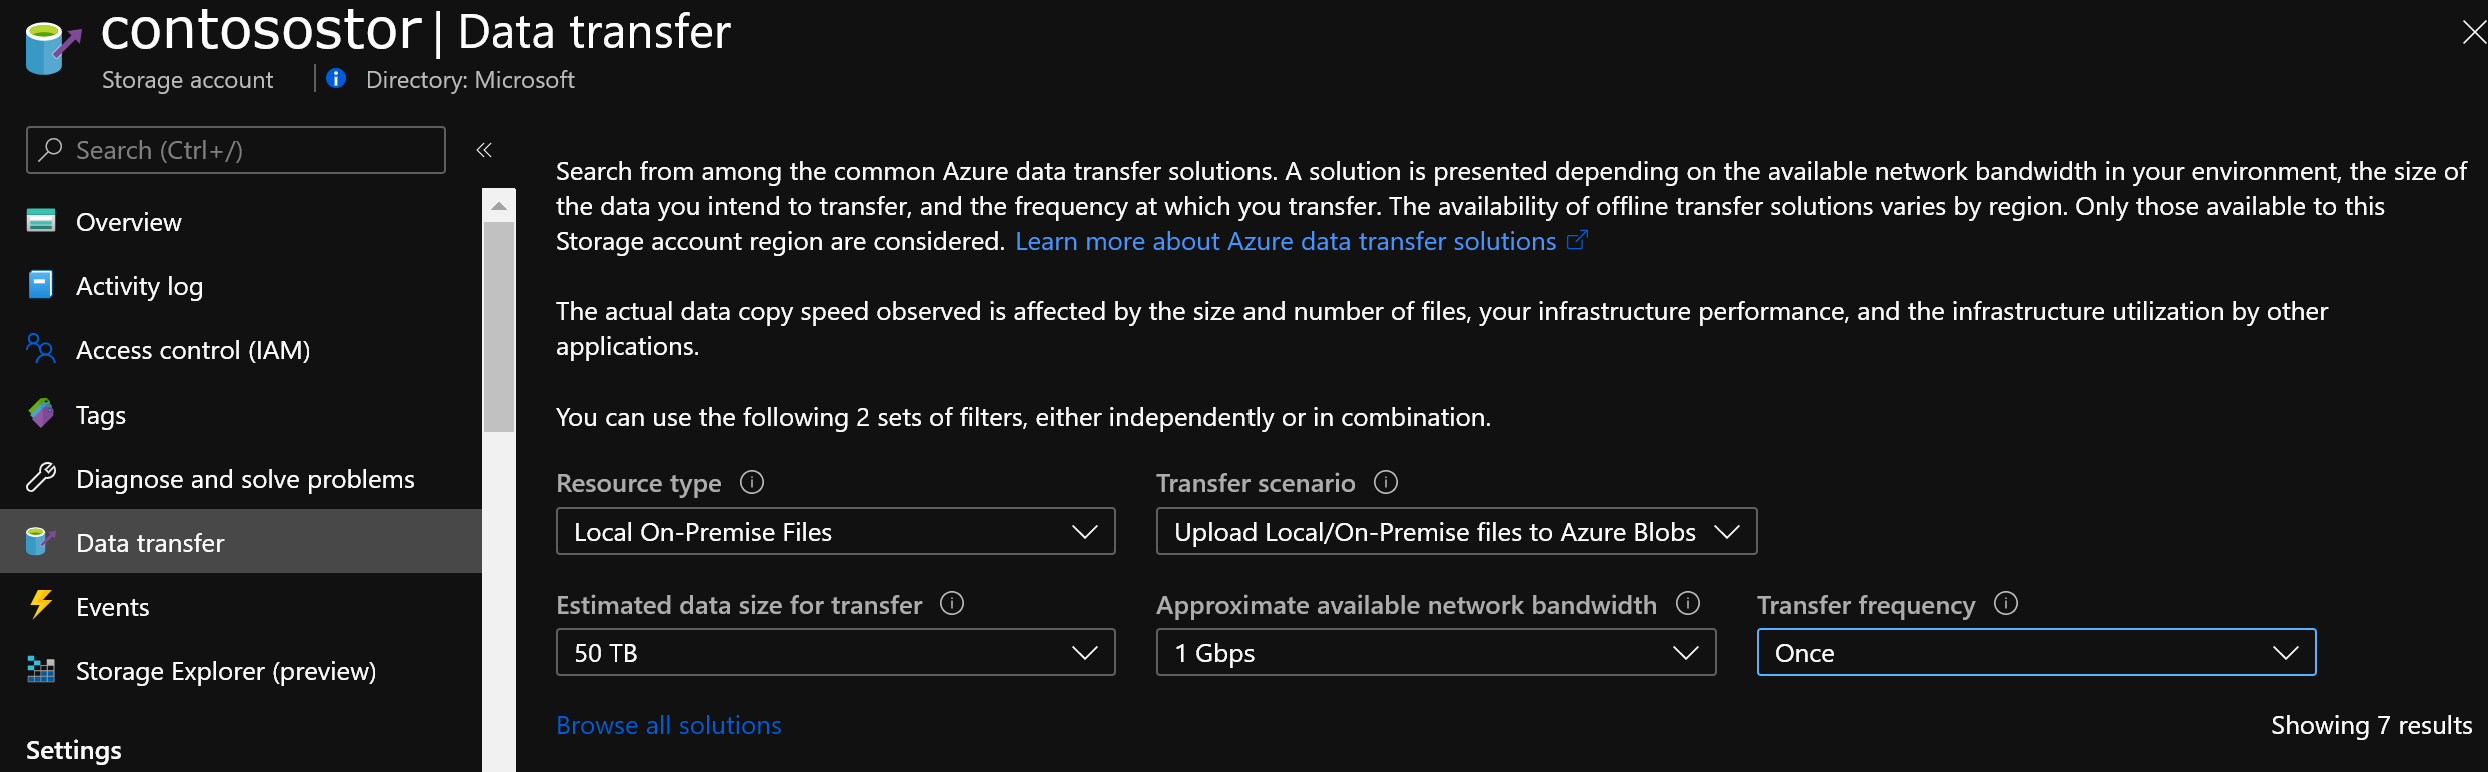 contosostor | Data transfer
Storage account
Directory: Microsoft
Search (Ctrl+/)
Overview
Activity log
Access control (IAM)
Tags
Diagnose and solve problems
Data transfer
Events
Storage Explorer (preview)
Settings
Search from among the common Azure data transfer solutions. A solution is presented depending on the available network bandwidth in your environment, the size of
the data you intend to transfer, and the frequency at which you transfer. The availability of offline transfer solutions varies by region. Only those available to this
Storage account region are considered. Learn more about Azure data transfer solutions
The actual data copy speed observed is affected by the size and number of files, your infrastructure performance, and the infrastructure utilization by other
applications.
You can use the following 2 sets of filters, either independently or in combination.
Resource type
Transfer scenario
Local On-Premise Files
Upload Local/On-Premise files to Azure Blobs
Estimated data size for transfer
Approximate available network bandwidth
Transfer frequency
50 TB
1 Gbps
Once
Browse all solutions
Showing 7 results